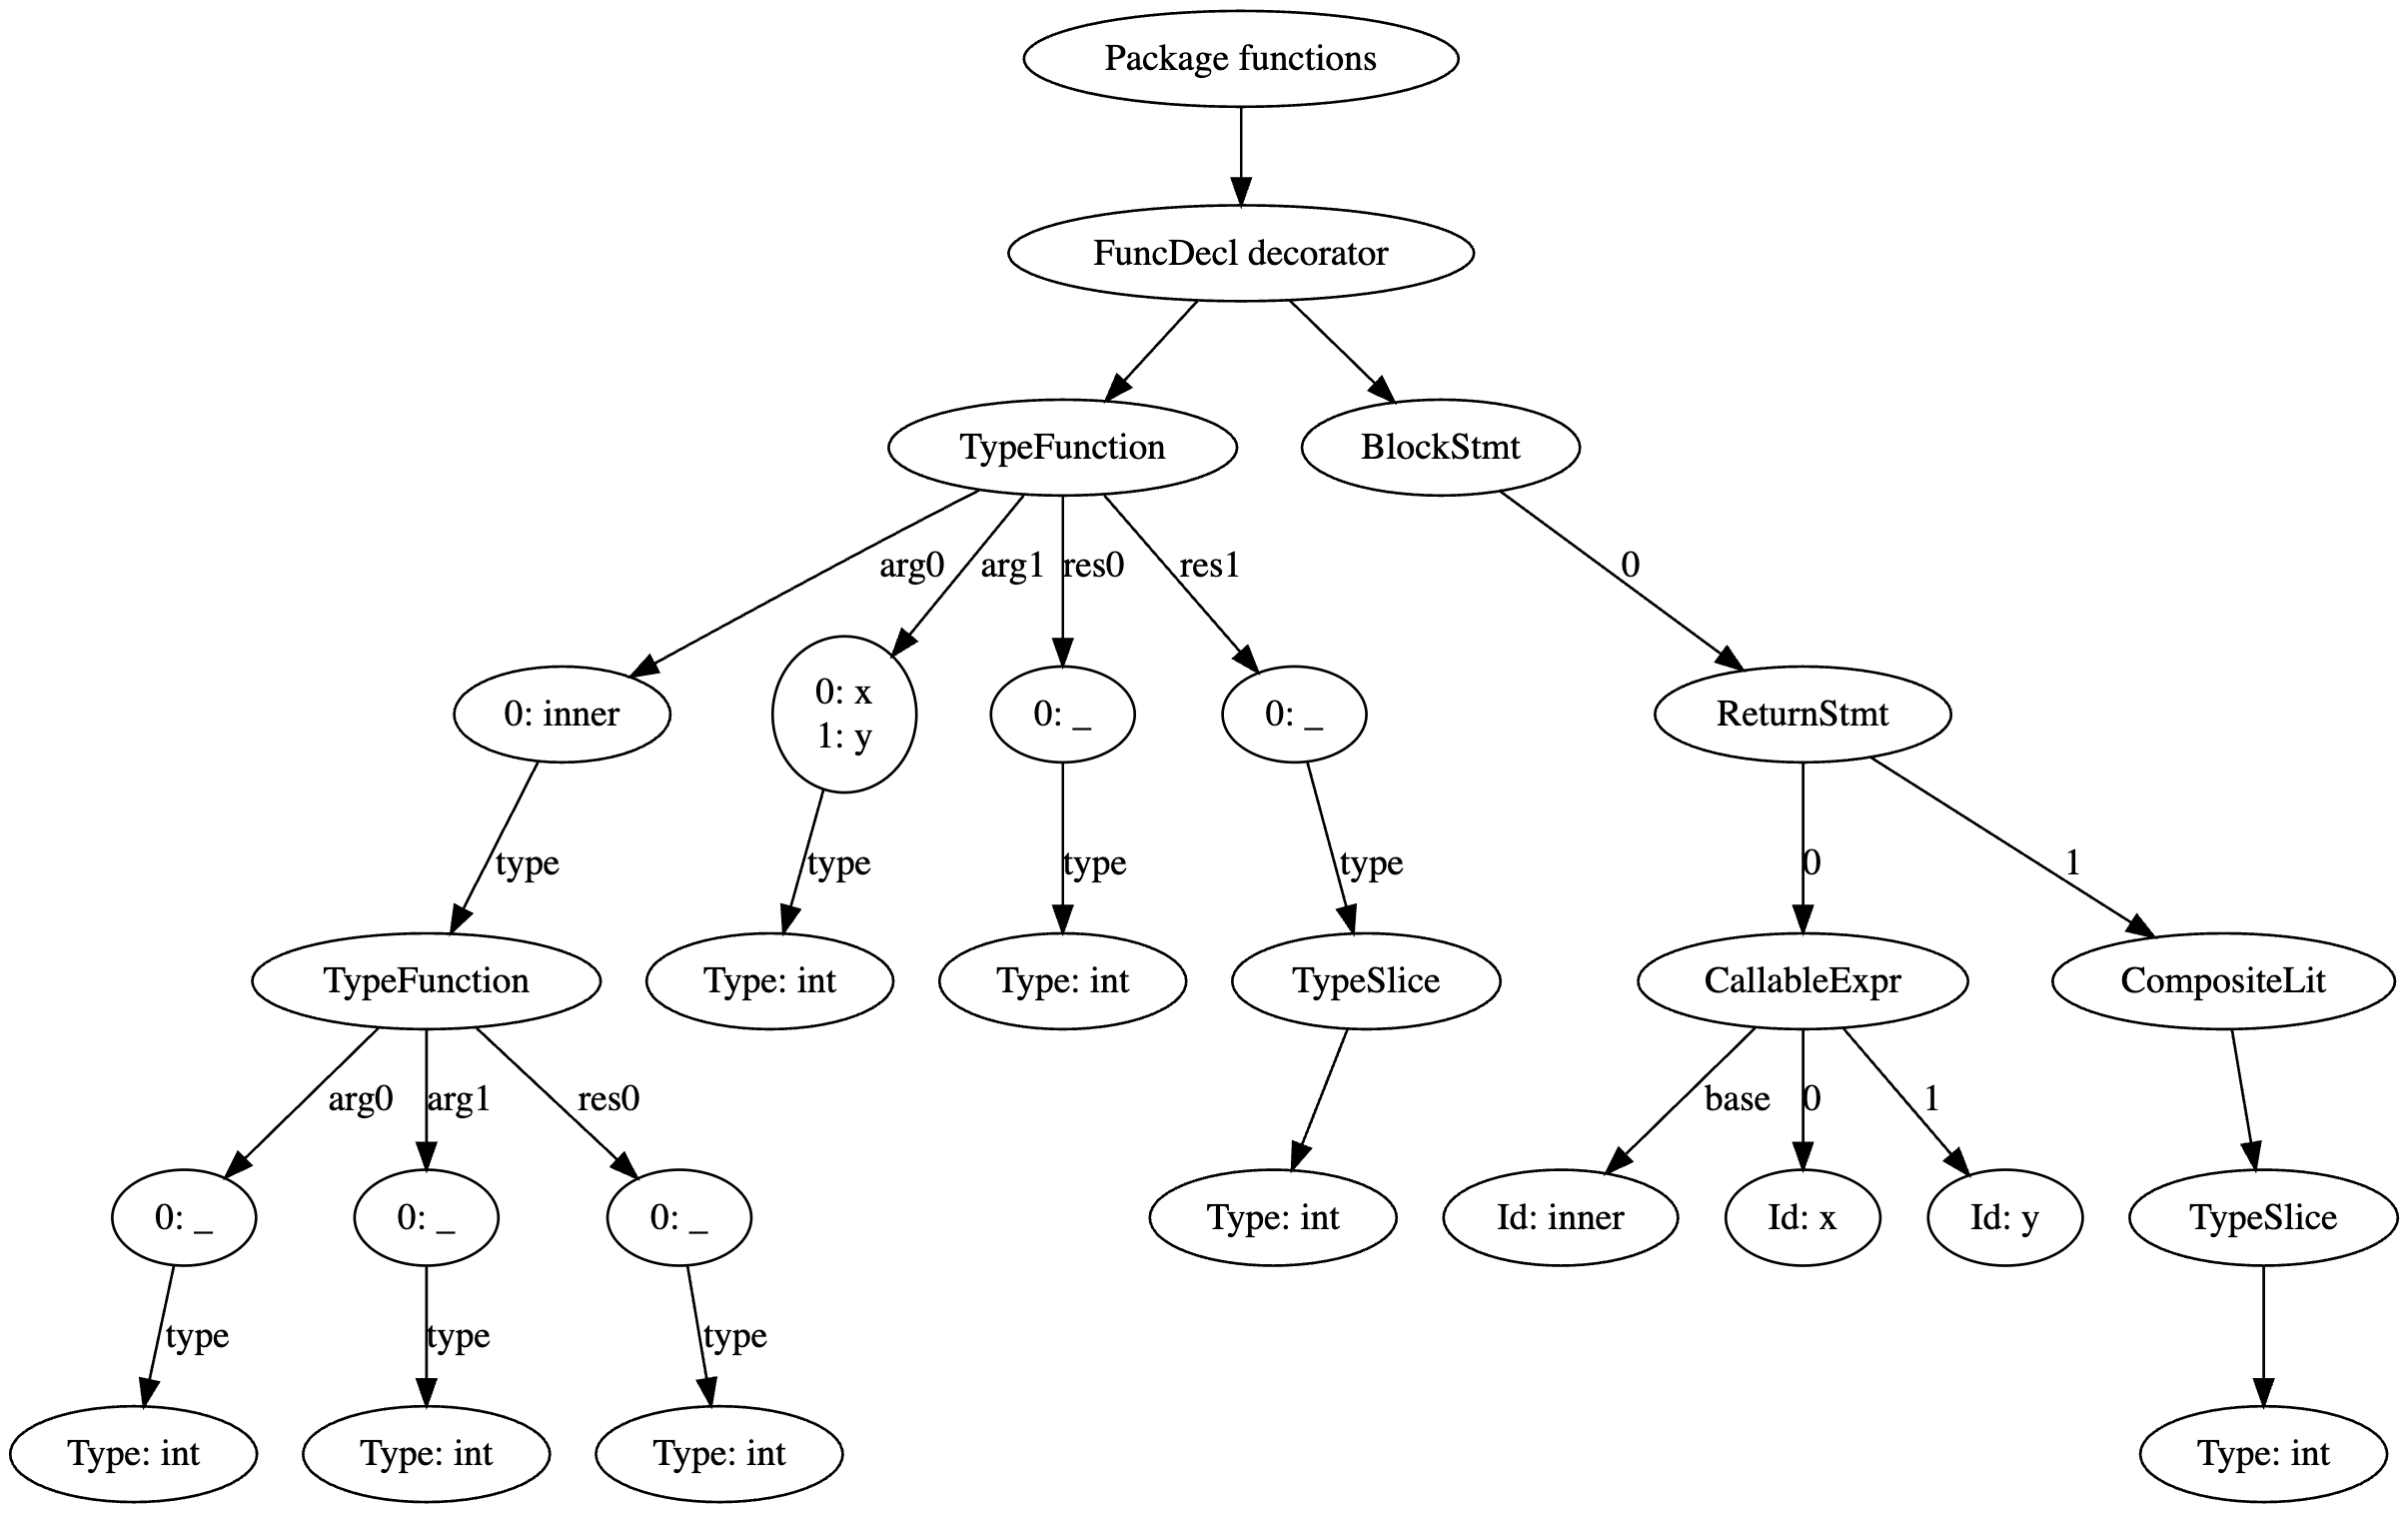 Package functions
FuncDecl decorator
TypeFunction
BlockStmt
arg0
arg1
res0
res1
0
0: inner
0: x
1: y
0: _
0: _
ReturnStmt
type
type
type
type
0
1
TypeFunction
Type: int
Type: int
TypeSlice
CallableExpr
CompositeLit
arg0
arg1
res0
base
0
1
0: _
0: _
0: _
Type: int
Id: inner
Id: x
Id: y
TypeSlice
type
type
type
Type: int
Type: int
Type: int
Type: int